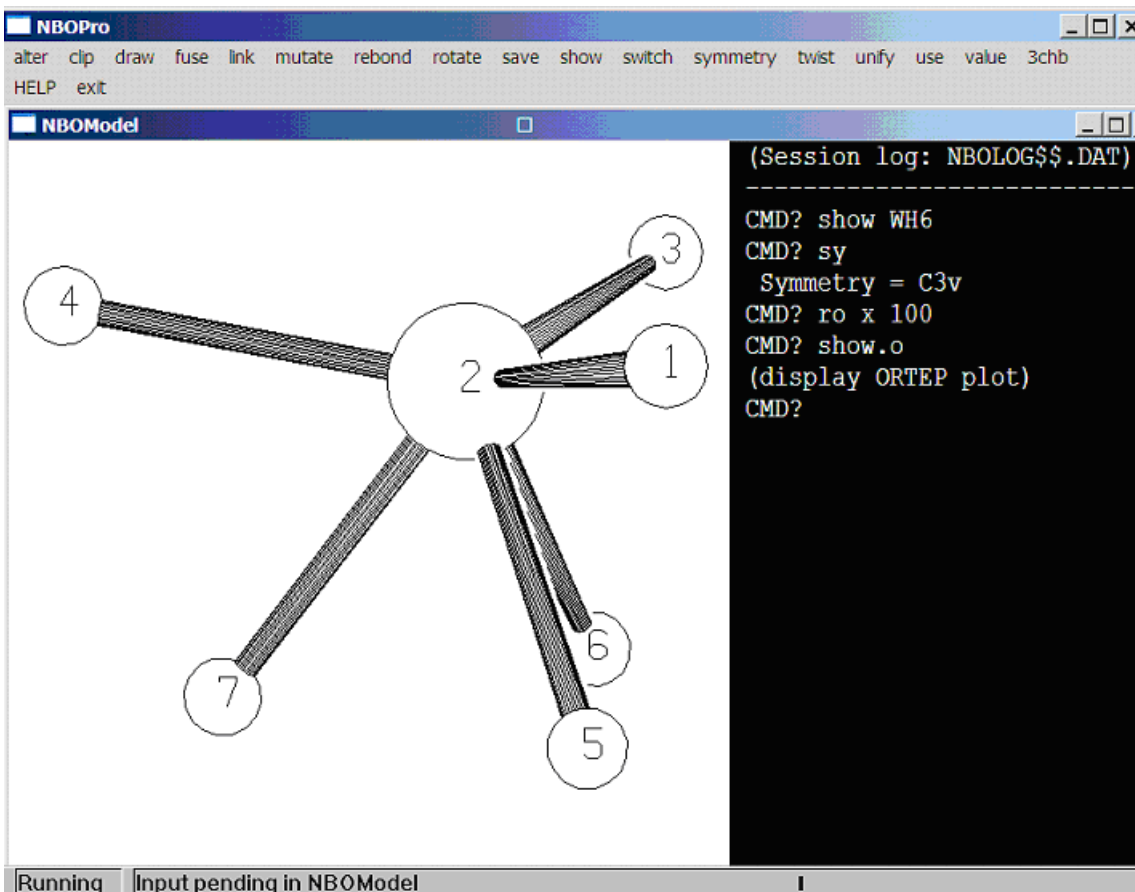 NBOPro
alter clip draw fuse link mutate rebond rotate save show switch symmetry twist unify use value 3chb
HELP exit
NBOModel
(Session log: NBOLOG$$.DAT)
---------------------------
CMD? show WH6
CMD? sy
Symmetry = C3v
CMD? ro x 100
CMD? show.o
(display ORTEP plot)
CMD?
3
4
1
2
6
7
5
Running Input pending in NBOModel